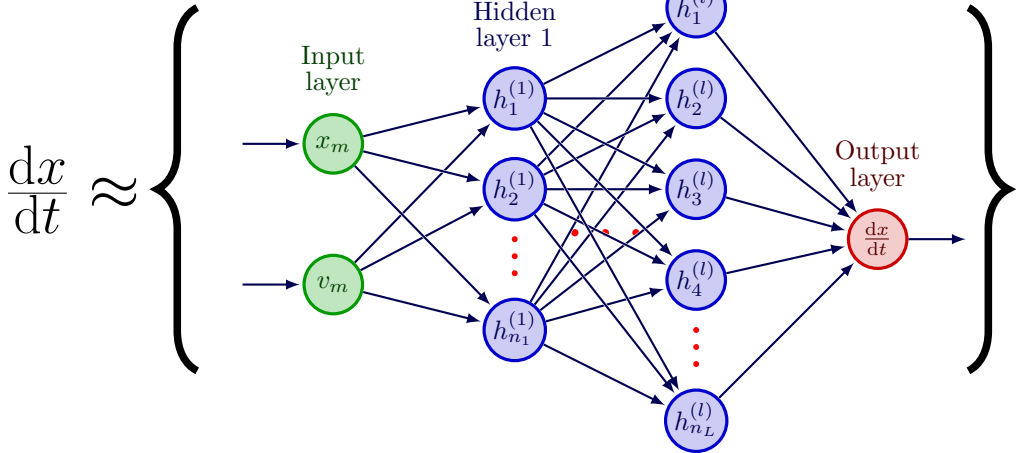 dx/dt ≈ {
Input
layer
x_m
v_m
Hidden
layer 1
h_1^{(1)}
h_2^{(1)}
h_{n_1}^{(1)}
h_1^{(l)}
h_2^{(l)}
h_3^{(l)}
h_4^{(l)}
h_{n_L}^{(l)}
Output
layer
dx/dt
}